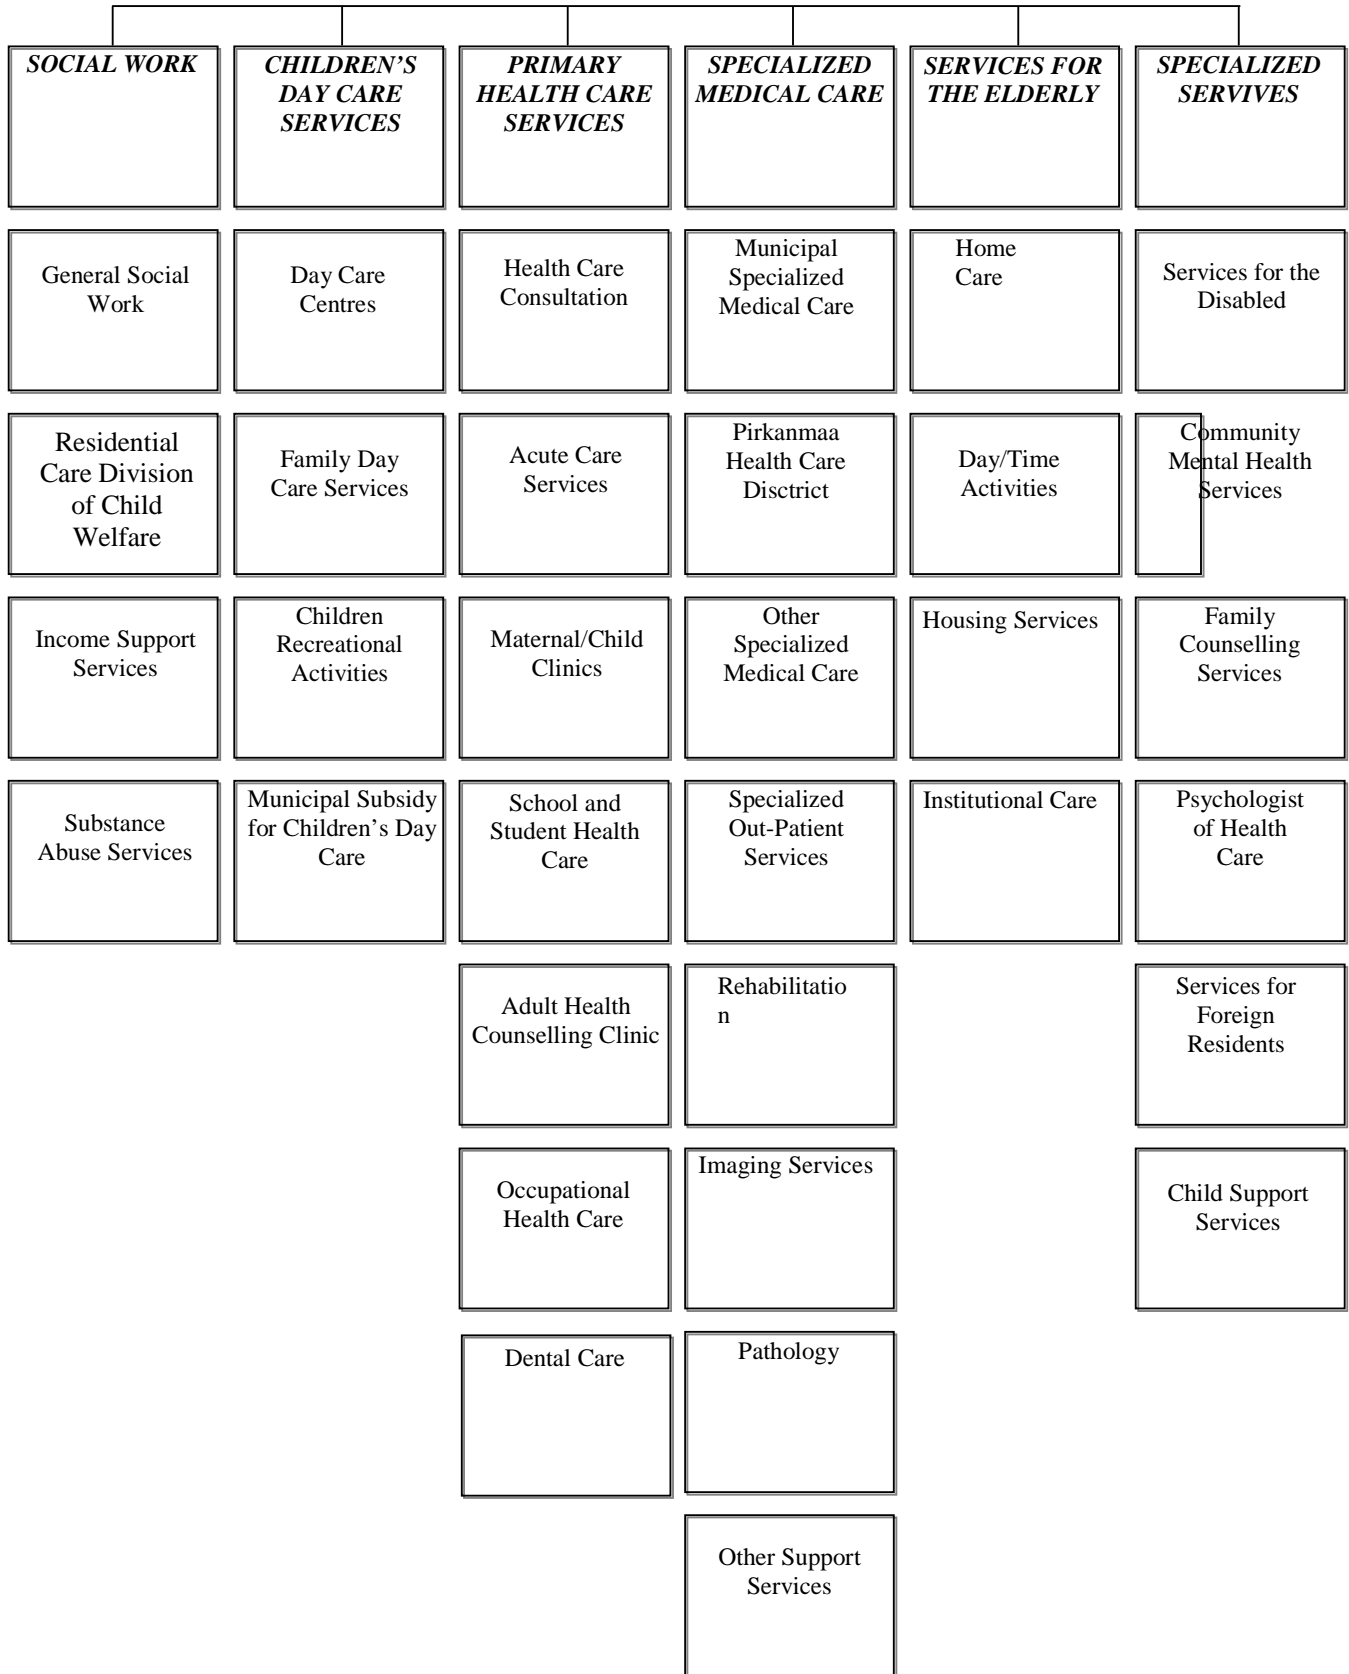 SOCIAL WORK
CHILDREN'S
DAY CARE
SERVICES
PRIMARY
HEALTH CARE
SERVICES
SPECIALIZED
MEDICAL CARE
SERVICES FOR
THE ELDERLY
SPECIALIZED
SERVIVES
General Social
Work
Day Care
Centres
Health Care
Consultation
Municipal
Specialized
Medical Care
Home
Care
Services for the
Disabled
Residential
Care Division
of Child
Welfare
Family Day
Care Services
Acute Care
Services
Pirkanmaa
Health Care
Disctrict
Day/Time
Activities
Community
Mental Health
Services
Income Support
Services
Children
Recreational
Activities
Maternal/Child
Clinics
Other
Specialized
Medical Care
Housing Services
Family
Counselling
Services
Substance
Abuse Services
Municipal Subsidy
for Children's Day
Care
School and
Student Health
Care
Specialized
Out-Patient
Services
Institutional Care
Psychologist
of Health
Care
Adult Health
Counselling Clinic
Rehabilitatio
n
Services for
Foreign
Residents
Occupational
Health Care
Imaging Services
Child Support
Services
Dental Care
Pathology
Other Support
Services